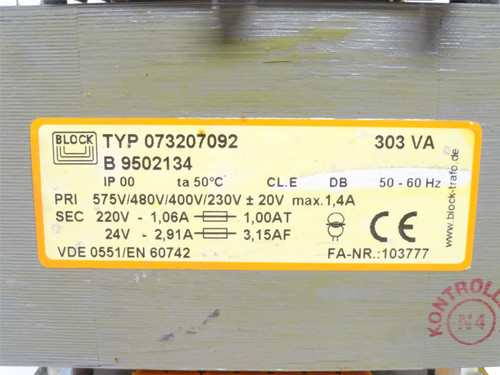 BLOCK TYP 073207092 303 VA
B 9502134
IP 00 ta 50°C CL.E DB 50 - 60 Hz
PRI 575V/480V/400V/230V ± 20V max.1,4A
SEC 220V - 1,06A 1,00AT
24V - 2,91A 3,15AF
CE
VDE 0551/EN 60742 FA-NR.:103777
www.block-trafo.de
KONTROLL
N4